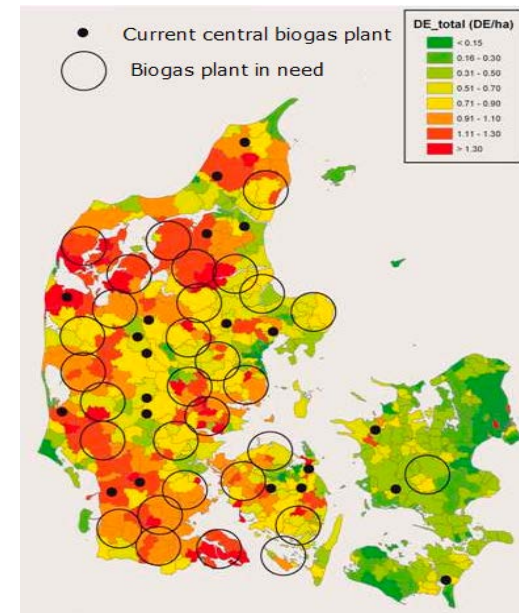 Current central biogas plant
Biogas plant in need
DE_total (DE/ha)
< 0.15
0.16 - 0.30
0.31 - 0.50
0.51 - 0.70
0.71 - 0.90
0.91 - 1.10
1.11 - 1.30
> 1.30